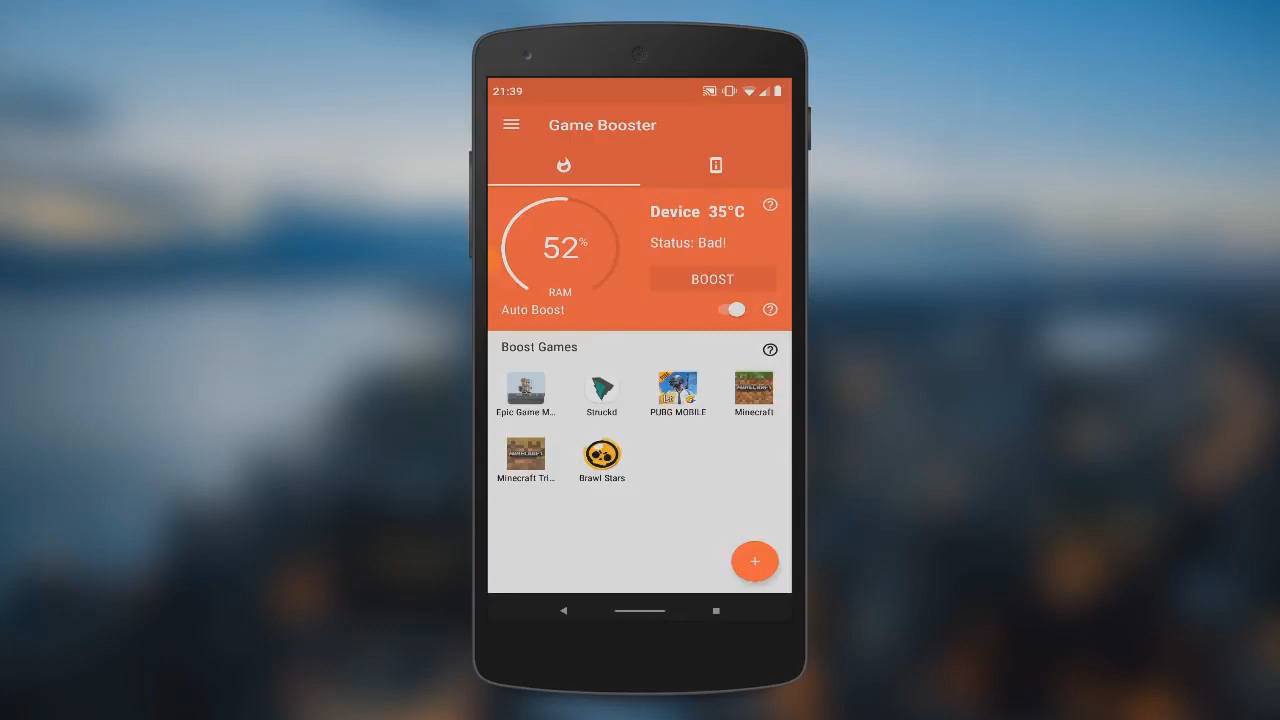 21:39
Game Booster
Device 35°C
52%
Status: Bad!
BOOST
RAM
Auto Boost
Boost Games
Epic Game M...
Struckd
PUBG MOBILE
Minecraft
Minecraft Tri...
Brawl Stars